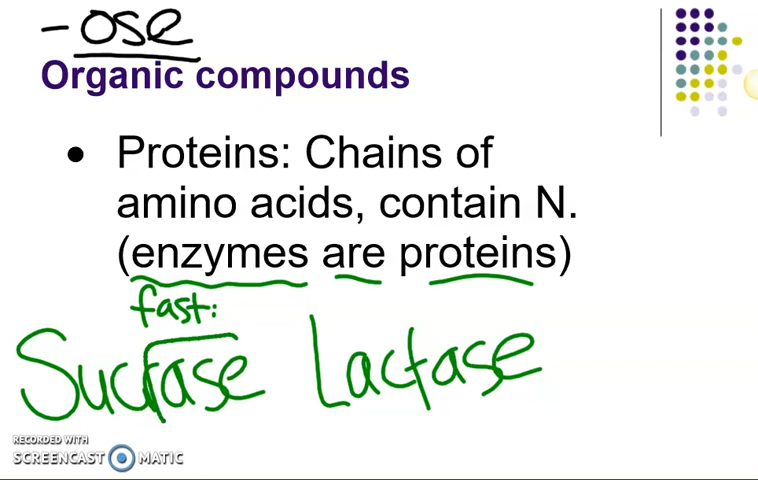 -ose
Organic compounds
• Proteins: Chains of
amino acids, contain N.
(enzymes are proteins)
fast:
Sucrase Lactase
RECORDED WITH
SCREENCAST MATIC